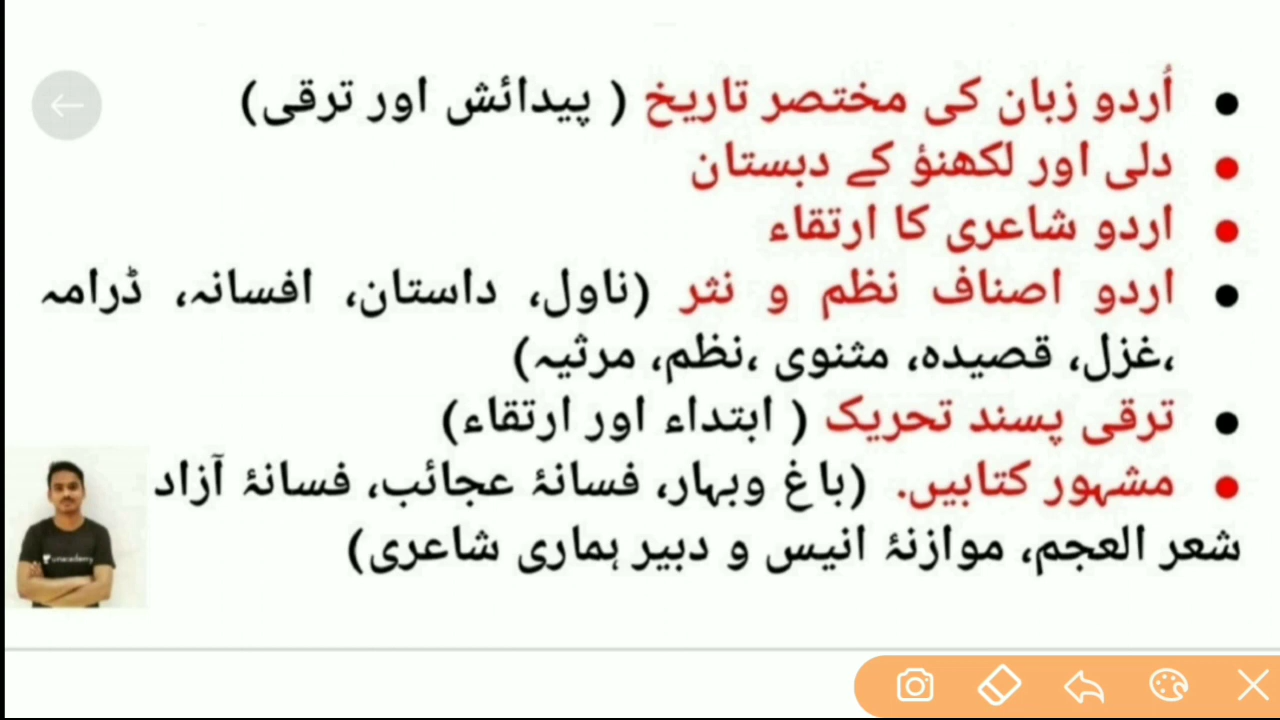 اُردو زبان کی مختصر تاریخ ( پیدائش اور ترقی)
دلی اور لکھنؤ کے دبستان
اردو شاعری کا ارتقاء
اردو اصناف نظم و نثر (ناول، داستان، افسانہ، ڈرامہ
،غزل، قصیدہ، مثنوی ،نظم، مرثیہ)
ترقی پسند تحریک ( ابتداء اور ارتقاء)
مشہور کتابیں. (باغ وبہار، فسانۂ عجائب، فسانۂ آزاد
شعر العجم، موازنۂ انیس و دبیر ہماری شاعری)
unacademy